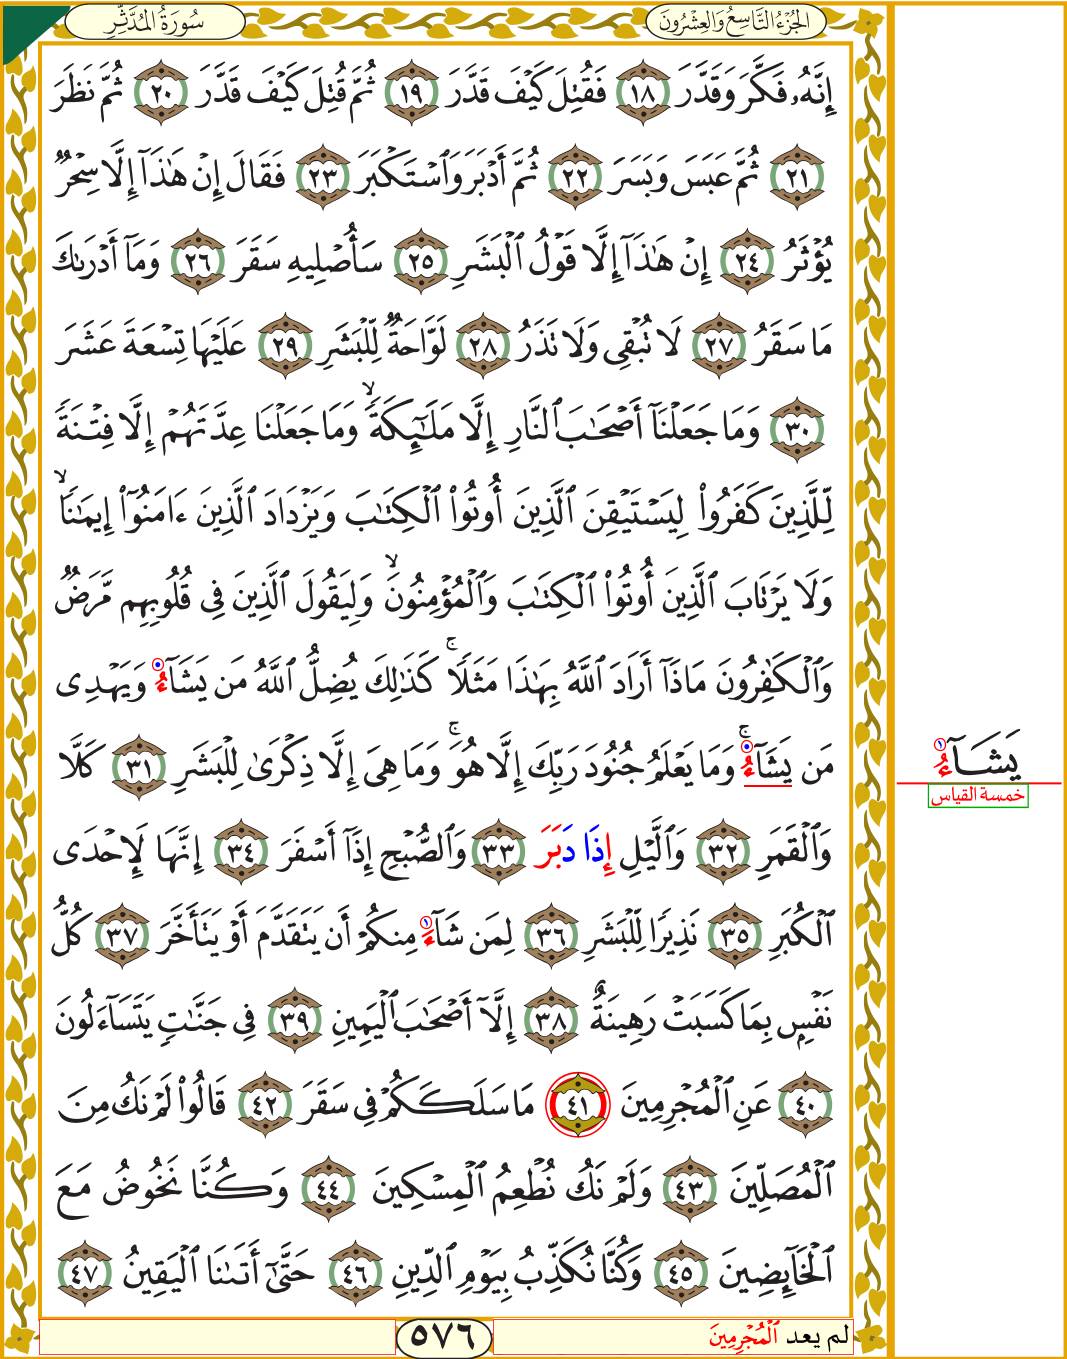 الجُزْءُ التَّاسِعُ وَالعِشْرُونَ
سُورَةُ المُدَّثِّرِ
إِنَّهُۥ فَكَّرَ وَقَدَّرَ ١٨ فَقُتِلَ كَيْفَ قَدَّرَ ١٩ ثُمَّ قُتِلَ كَيْفَ قَدَّرَ ٢٠ ثُمَّ نَظَرَ
٢١ ثُمَّ عَبَسَ وَبَسَرَ ٢٢ ثُمَّ أَدْبَرَ وَٱسْتَكْبَرَ ٢٣ فَقَالَ إِنْ هَٰذَآ إِلَّا سِحْرٌ
يُؤْثَرُ ٢٤ إِنْ هَٰذَآ إِلَّا قَوْلُ ٱلْبَشَرِ ٢٥ سَأُصْلِيهِ سَقَرَ ٢٦ وَمَآ أَدْرَىٰكَ
مَا سَقَرُ ٢٧ لَا تُبْقِى وَلَا تَذَرُ ٢٨ لَوَّاحَةٌ لِّلْبَشَرِ ٢٩ عَلَيْهَا تِسْعَةَ عَشَرَ
٣٠ وَمَا جَعَلْنَآ أَصْحَٰبَ ٱلنَّارِ إِلَّا مَلَٰٓئِكَةً ۙ وَمَا جَعَلْنَا عِدَّتَهُمْ إِلَّا فِتْنَةً
لِّلَّذِينَ كَفَرُوا۟ لِيَسْتَيْقِنَ ٱلَّذِينَ أُوتُوا۟ ٱلْكِتَٰبَ وَيَزْدَادَ ٱلَّذِينَ ءَامَنُوٓا۟ إِيمَٰنًا ۙ
وَلَا يَرْتَابَ ٱلَّذِينَ أُوتُوا۟ ٱلْكِتَٰبَ وَٱلْمُؤْمِنُونَ ۙ وَلِيَقُولَ ٱلَّذِينَ فِى قُلُوبِهِم مَّرَضٌ
وَٱلْكَٰفِرُونَ مَاذَآ أَرَادَ ٱللَّهُ بِهَٰذَا مَثَلًا ۚ كَذَٰلِكَ يُضِلُّ ٱللَّهُ مَن يَشَآءُ وَيَهْدِى
مَن يَشَآءُ ۚ وَمَا يَعْلَمُ جُنُودَ رَبِّكَ إِلَّا هُوَ ۚ وَمَا هِىَ إِلَّا ذِكْرَىٰ لِلْبَشَرِ ٣١ كَلَّا
يَشَآءُ
خمسة القياس
وَٱلْقَمَرِ ٣٢ وَٱلَّيْلِ إِذَا دَبَرَ ٣٣ وَٱلصُّبْحِ إِذَآ أَسْفَرَ ٣٤ إِنَّهَا لَإِحْدَى
ٱلْكُبَرِ ٣٥ نَذِيرًا لِّلْبَشَرِ ٣٦ لِمَن شَآءَ مِنكُمْ أَن يَتَقَدَّمَ أَوْ يَتَأَخَّرَ ٣٧ كُلُّ
نَفْسٍۭ بِمَا كَسَبَتْ رَهِينَةٌ ٣٨ إِلَّآ أَصْحَٰبَ ٱلْيَمِينِ ٣٩ فِى جَنَّٰتٍ يَتَسَآءَلُونَ
٤٠ عَنِ ٱلْمُجْرِمِينَ ٤١ مَا سَلَكَكُمْ فِى سَقَرَ ٤٢ قَالُوا۟ لَمْ نَكُ مِنَ
ٱلْمُصَلِّينَ ٤٣ وَلَمْ نَكُ نُطْعِمُ ٱلْمِسْكِينَ ٤٤ وَكُنَّا نَخُوضُ مَعَ
ٱلْخَآئِضِينَ ٤٥ وَكُنَّا نُكَذِّبُ بِيَوْمِ ٱلدِّينِ ٤٦ حَتَّىٰٓ أَتَىٰنَا ٱلْيَقِينُ ٤٧
لم يعد ٱلْمُجْرِمِينَ
٥٧٦